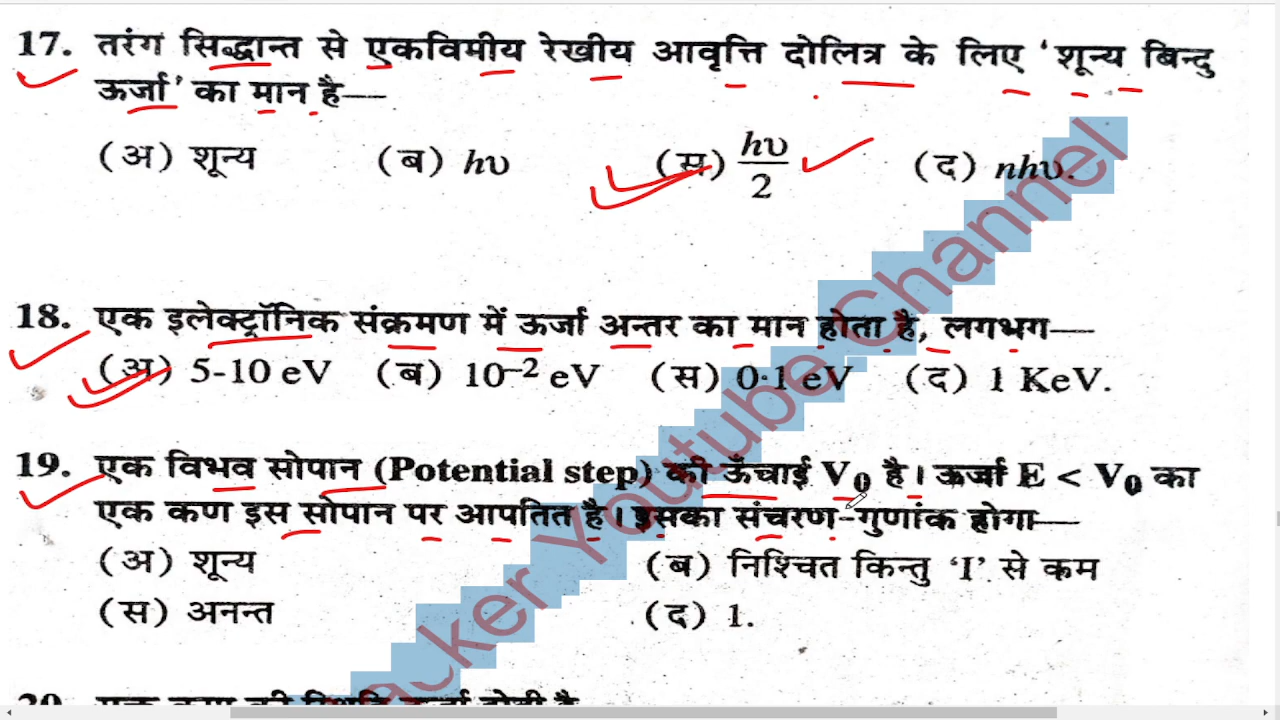 17. तरंग सिद्धान्त से एकविमीय रेखीय आवृत्ति दोलित्र के लिए ‘शून्य बिन्दु
ऊर्जा’ का मान है—
(अ) शून्य (ब) hυ (स) hυ/2 (द) nhυ.
18. एक इलेक्ट्रॉनिक संक्रमण में ऊर्जा अन्तर का मान होता है, लगभग—
(अ) 5-10 eV (ब) 10⁻² eV (स) 0·1 eV (द) 1 KeV.
19. एक विभव सोपान (Potential step) की ऊँचाई V₀ है। ऊर्जा E < V₀ का
एक कण इस सोपान पर आपतित है। इसका संचरण-गुणांक होगा—
(अ) शून्य (ब) निश्चित किन्तु ‘I’ से कम
(स) अनन्त (द) 1.
Youtube Channel